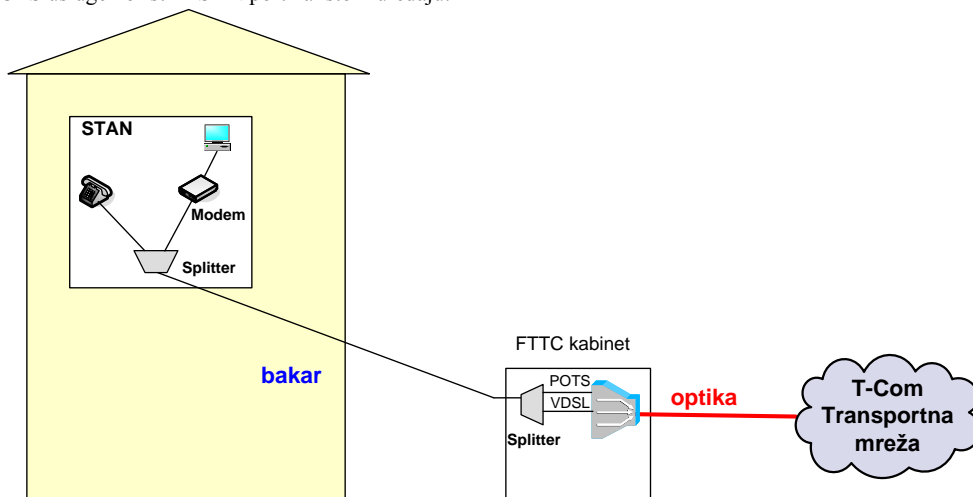 STAN
Modem
Splitter
FTTC kabinet
bakar
POTS
VDSL
Splitter
optika
T-Com
Transportna
mreža